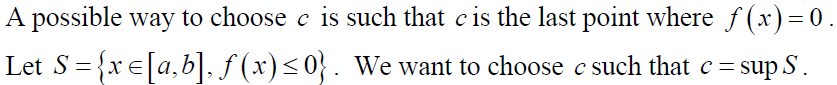 A possible way to choose c is such that c is the last point where f(x)=0.
Let S={x∈[a,b], f(x)≤0}. We want to choose c such that c=sup S.